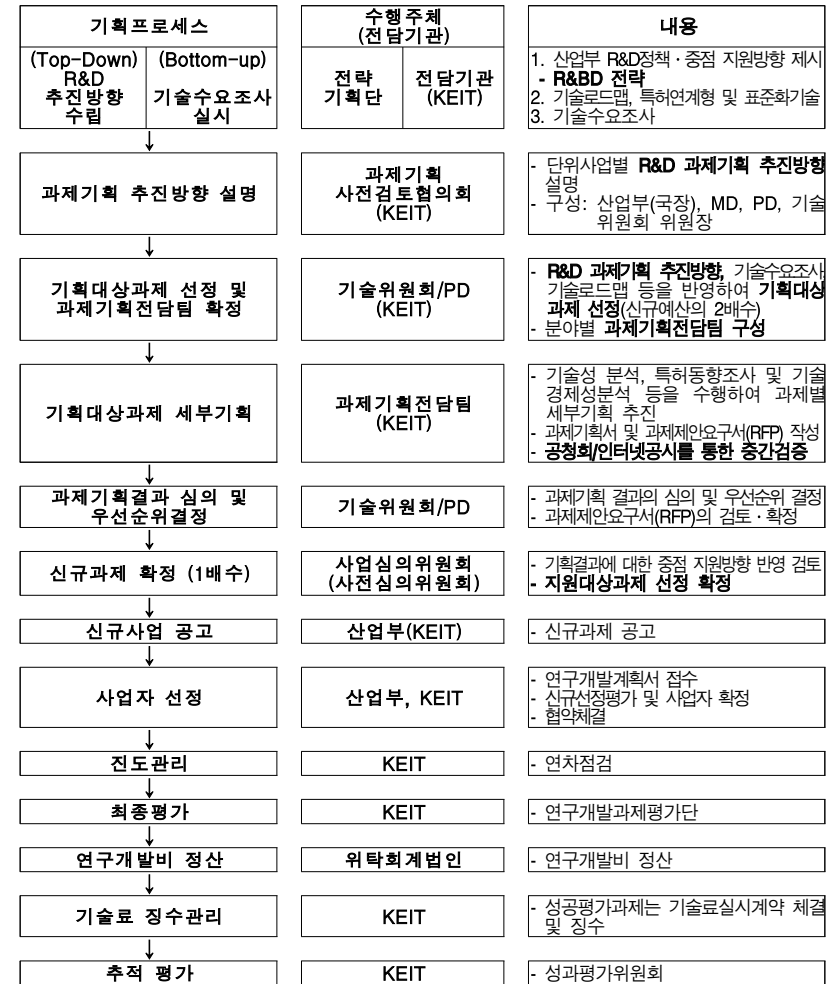 기획프로세스
수행주체
(전담기관)
내용
(Top-Down)
R&D
추진방향
수립
(Bottom-up)
기술수요조사
실시
전략
기획단
전담기관
(KEIT)
1. 산업부 R&D정책·중점 지원방향 제시
- R&BD 전략
2. 기술로드맵, 특허연계형 및 표준화기술
3. 기술수요조사
↓
과제기획 추진방향 설명
과제기획
사전검토협의회
(KEIT)
- 단위사업별 R&D 과제기획 추진방향
설명
- 구성: 산업부(국장), MD, PD, 기술
위원회 위원장
↓
기획대상과제 선정 및
과제기획전담팀 확정
기술위원회/PD
(KEIT)
- R&D 과제기획 추진방향, 기술수요조사,
기술로드맵 등을 반영하여 기획대상
과제 선정(신규예산의 2배수)
- 분야별 과제기획전담팀 구성
↓
기획대상과제 세부기획
과제기획전담팀
(KEIT)
- 기술성 분석, 특허동향조사 및 기술
경제성분석 등을 수행하여 과제별
세부기획 추진
- 과제기획서 및 과제제안요구서(RFP) 작성
- 공청회/인터넷공시를 통한 중간검증
↓
과제기획결과 심의 및
우선순위결정
기술위원회/PD
- 과제기획 결과의 심의 및 우선순위 결정
- 과제제안요구서(RFP)의 검토·확정
↓
신규과제 확정 (1배수)
사업심의위원회
(사전심의위원회)
- 기획결과에 대한 중점 지원방향 반영 검토
- 지원대상과제 선정 확정
↓
신규사업 공고
산업부(KEIT)
- 신규과제 공고
↓
사업자 선정
산업부, KEIT
- 연구개발계획서 접수
- 신규선정평가 및 사업자 확정
- 협약체결
↓
진도관리
KEIT
- 연차점검
↓
최종평가
KEIT
- 연구개발과제평가단
↓
연구개발비 정산
위탁회계법인
- 연구개발비 정산
↓
기술료 징수관리
KEIT
- 성공평가과제는 기술료실시계약 체결
및 징수
↓
추적 평가
KEIT
- 성과평가위원회